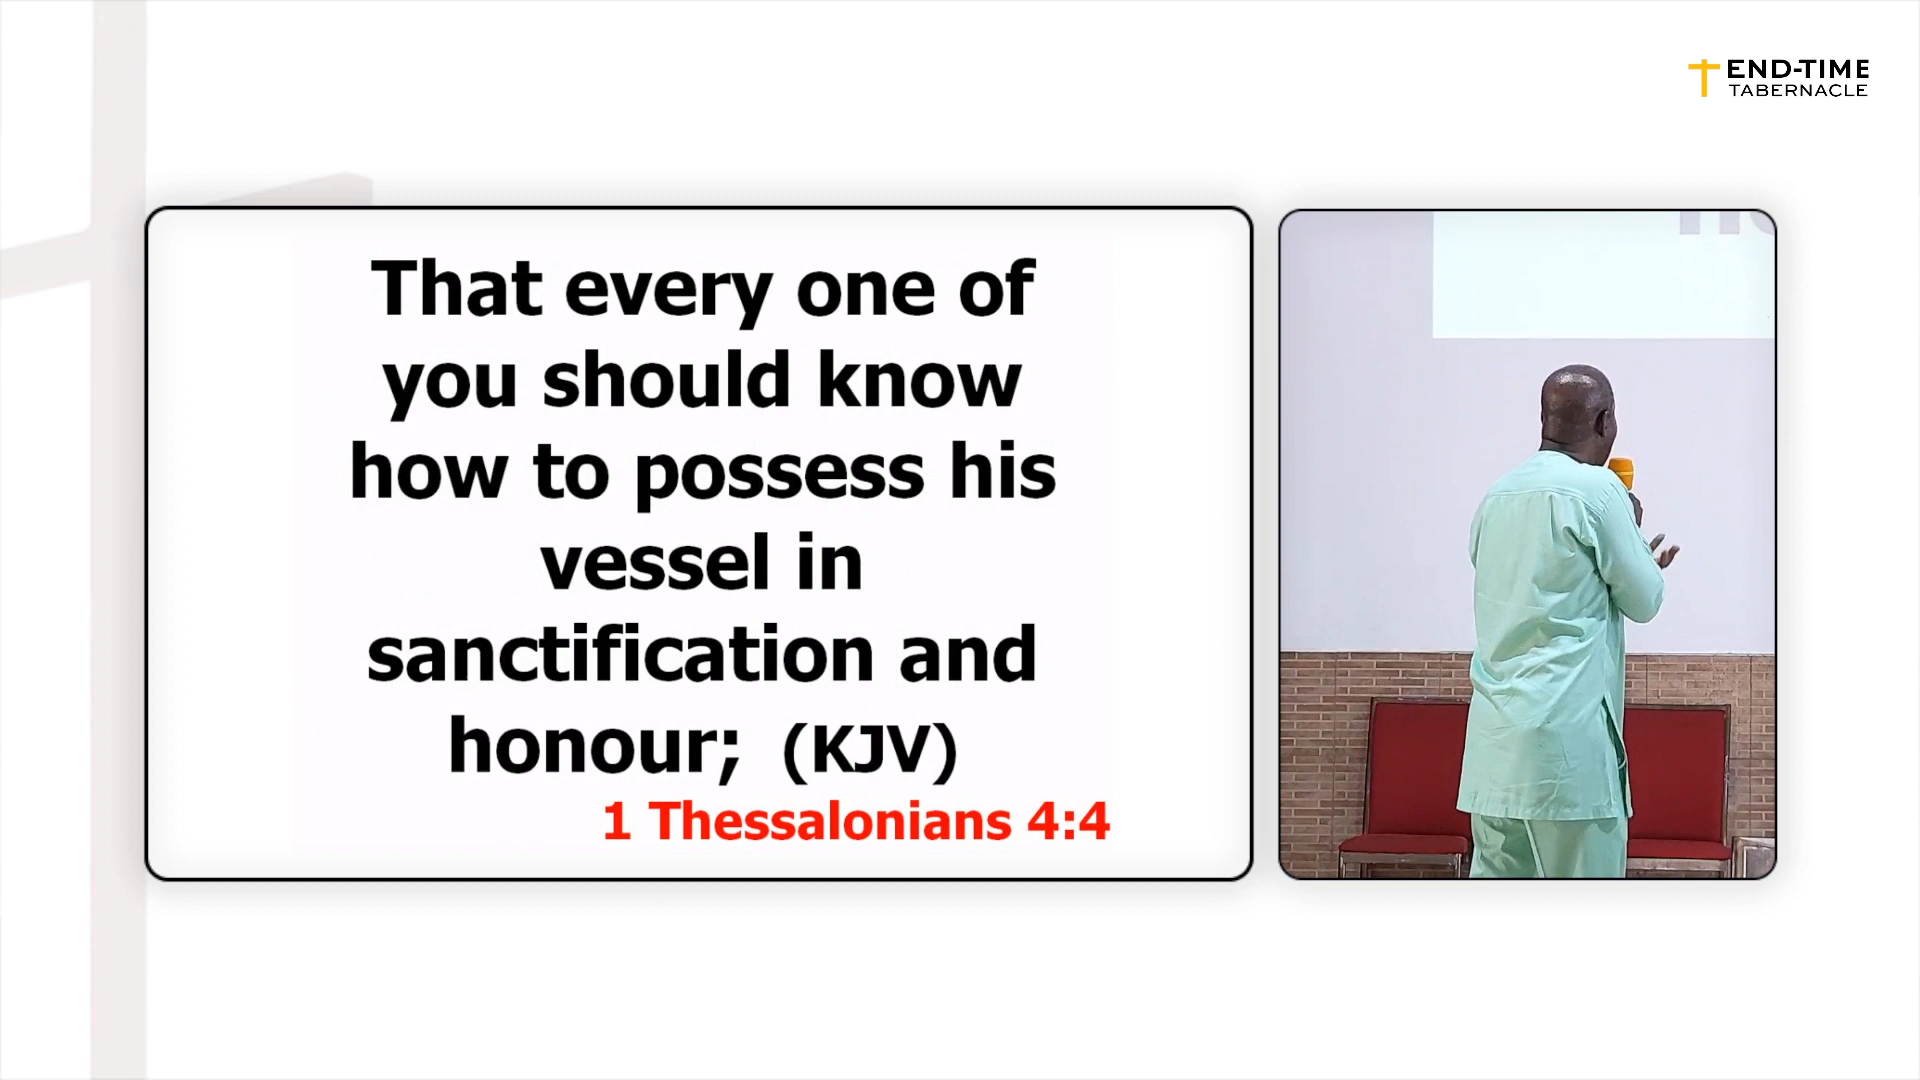 END-TIME
TABERNACLE
That every one of
you should know
how to possess his
vessel in
sanctification and
honour; (KJV)
1 Thessalonians 4:4